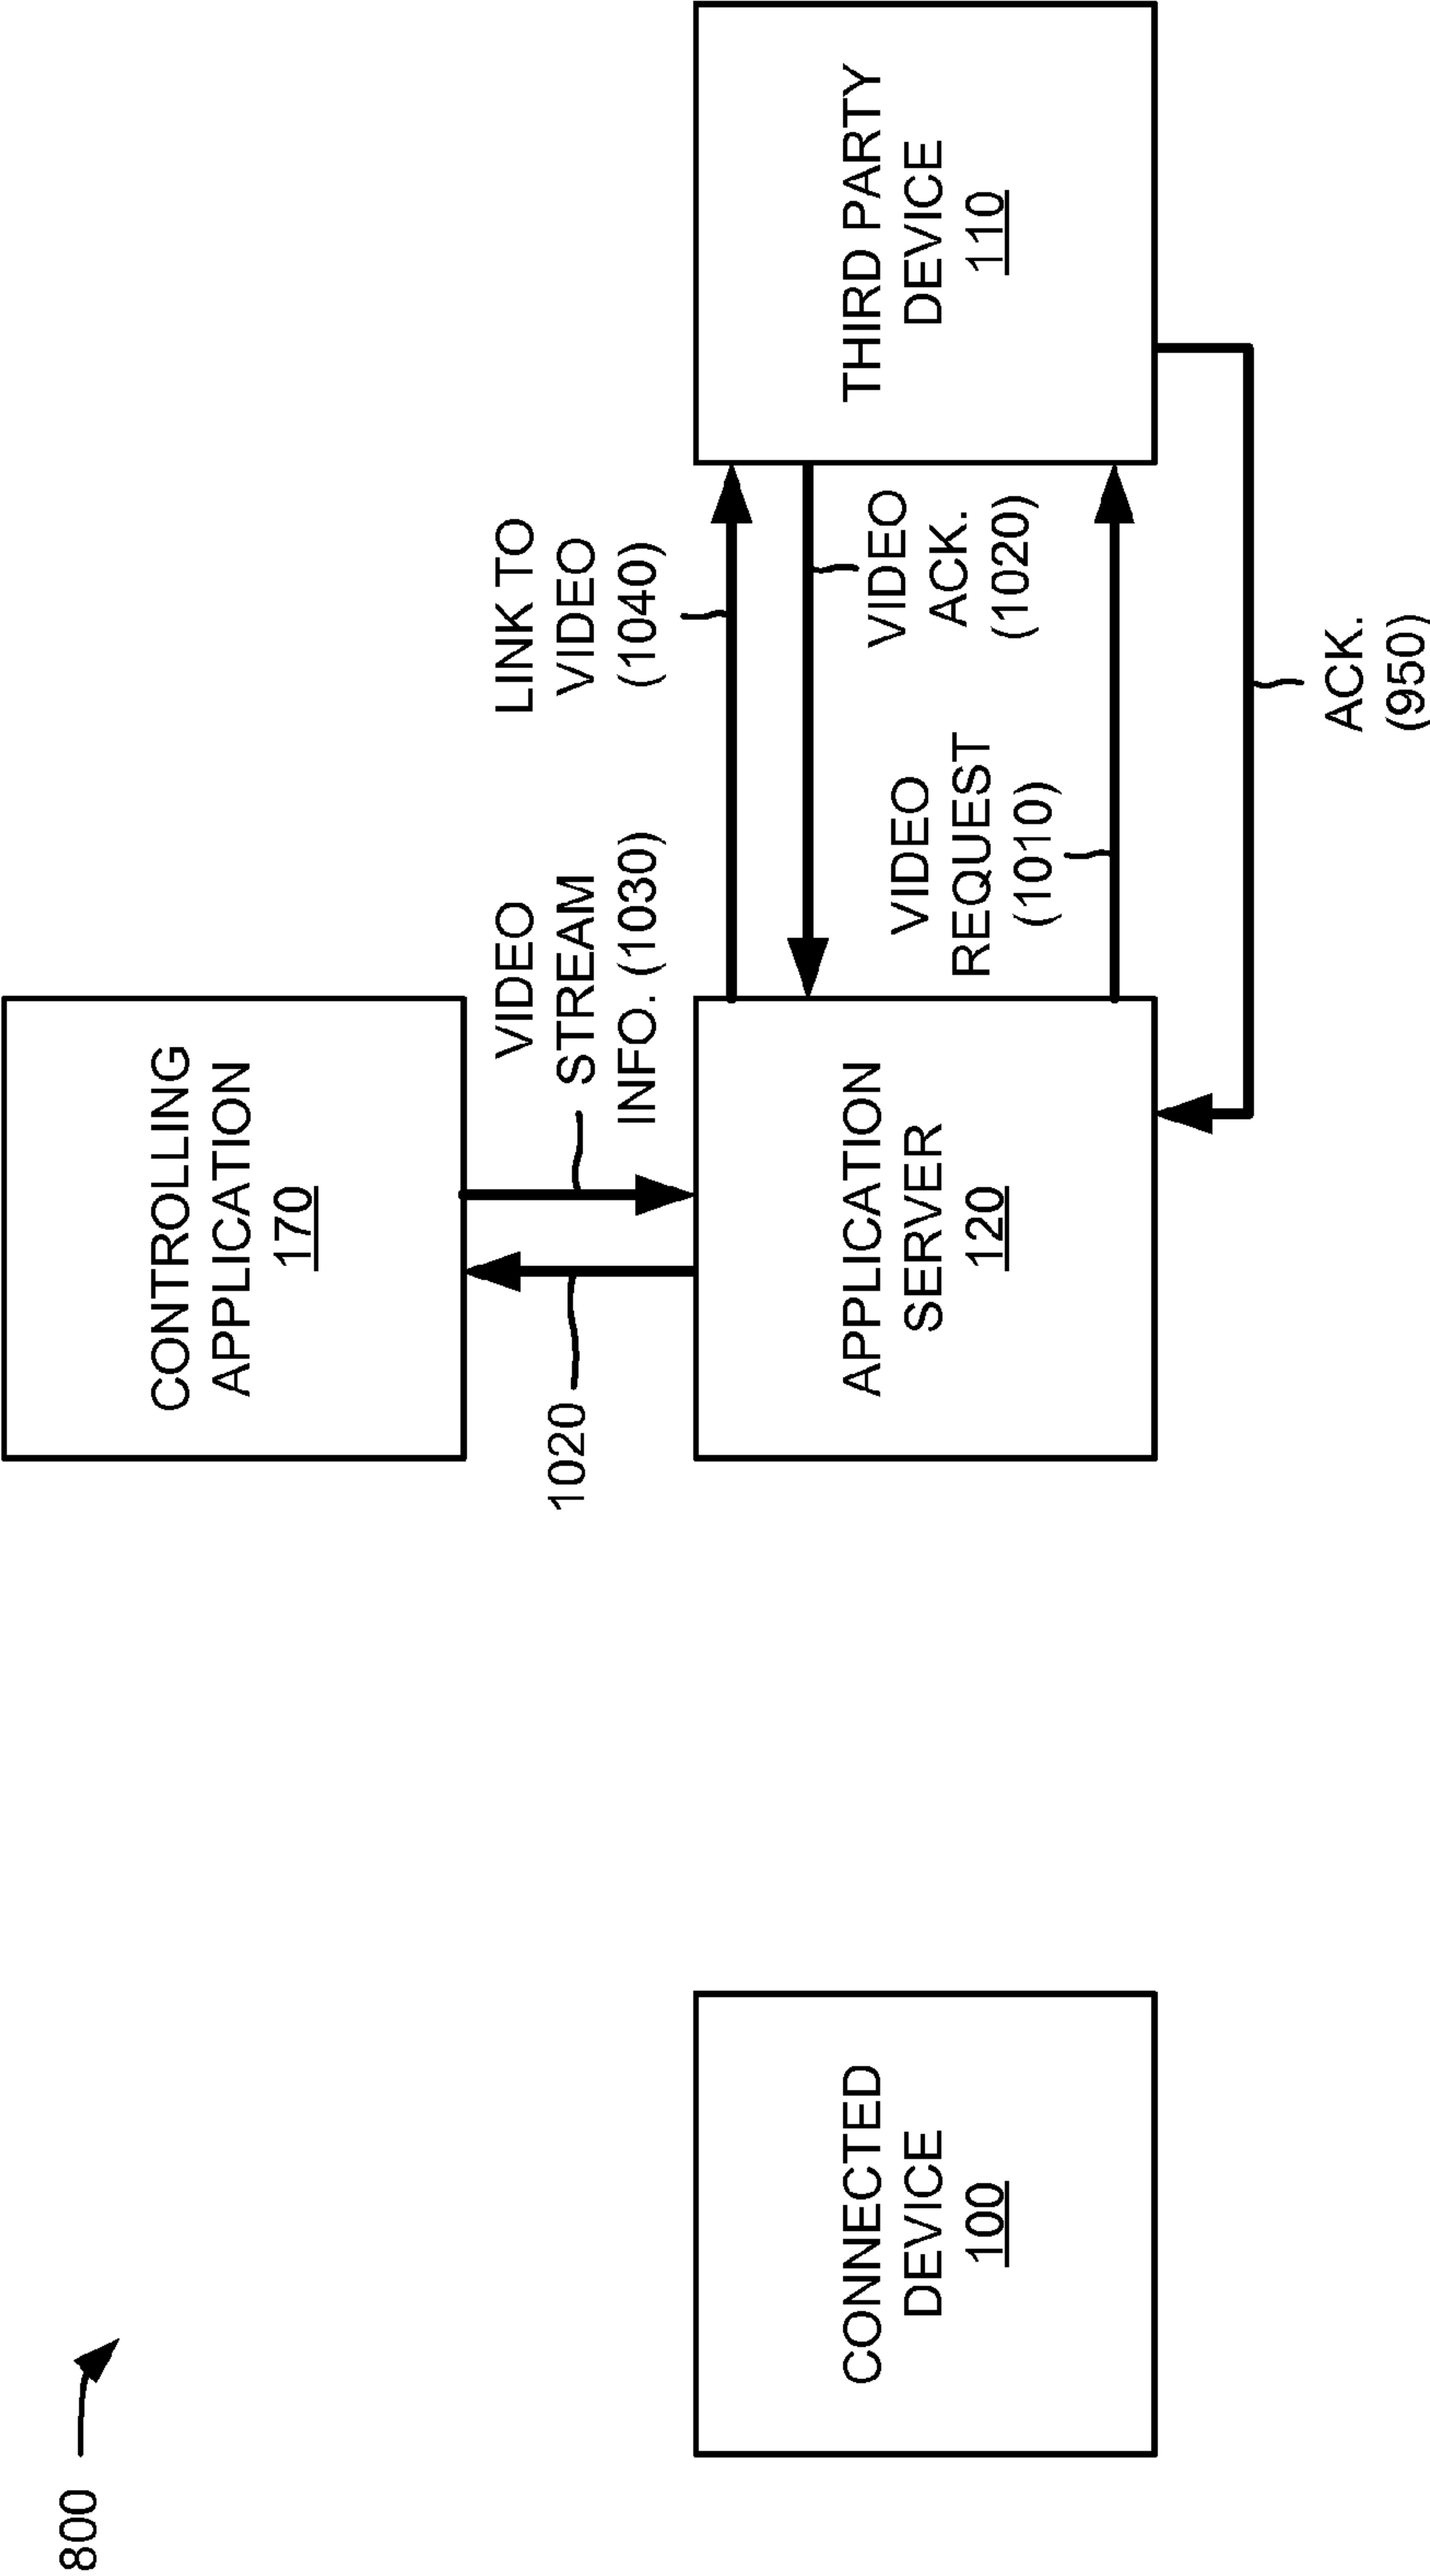 800
CONTROLLING
APPLICATION
170
1020
VIDEO
STREAM
INFO. (1030)
LINK TO
VIDEO
(1040)
CONNECTED
DEVICE
100
APPLICATION
SERVER
120
VIDEO
REQUEST
(1010)
VIDEO
ACK.
(1020)
THIRD PARTY
DEVICE
110
ACK.
(950)